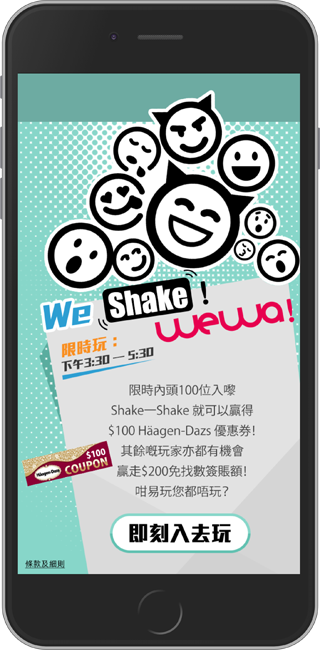 We Shake!
wewa!
限時玩：
下午3:30 — 5:30
限時內頭100位入嚟
Shake一Shake 就可以贏得
$100 Häagen-Dazs 優惠券!
其餘嘅玩家亦都有機會
贏走$200免找數簽賬額!
咁易玩您都唔玩?
Häagen-Dazs
$100
COUPON
即刻入去玩
條款及細則